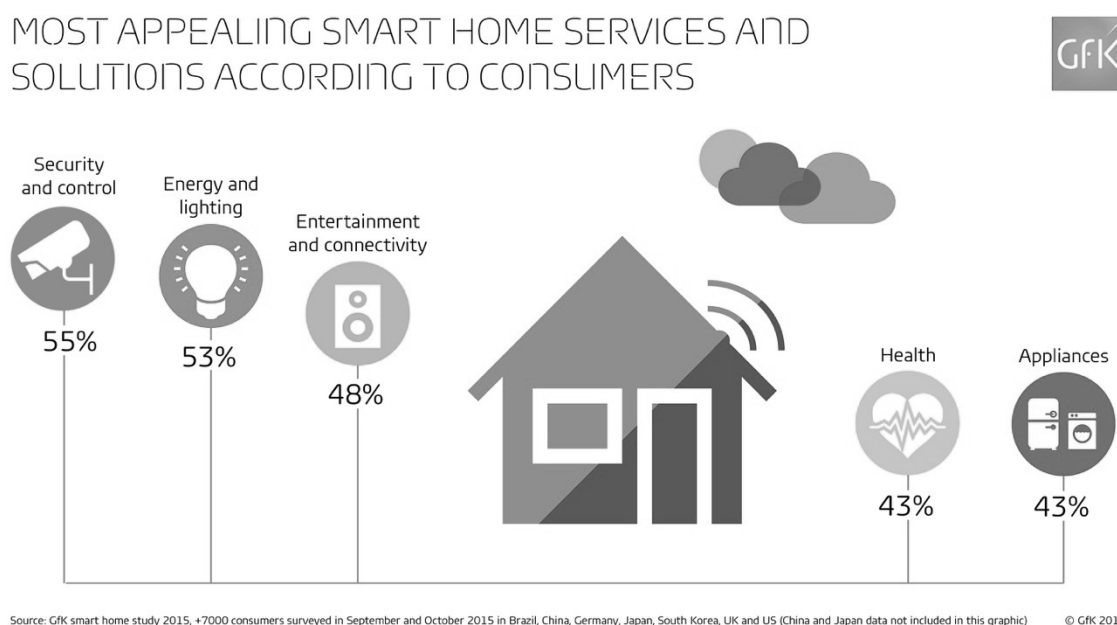 MOST APPEALING SMART HOME SERVICES AND
SOLUTIONS ACCORDING TO CONSUMERS
GFK
Security
and control
55%
Energy and
lighting
53%
Entertainment
and connectivity
48%
Health
43%
Appliances
43%
Source: GfK smart home study 2015, +7000 consumers surveyed in September and October 2015 in Brazil, China, Germany, Japan, South Korea, UK and US (China and Japan data not included in this graphic)
© GfK 201